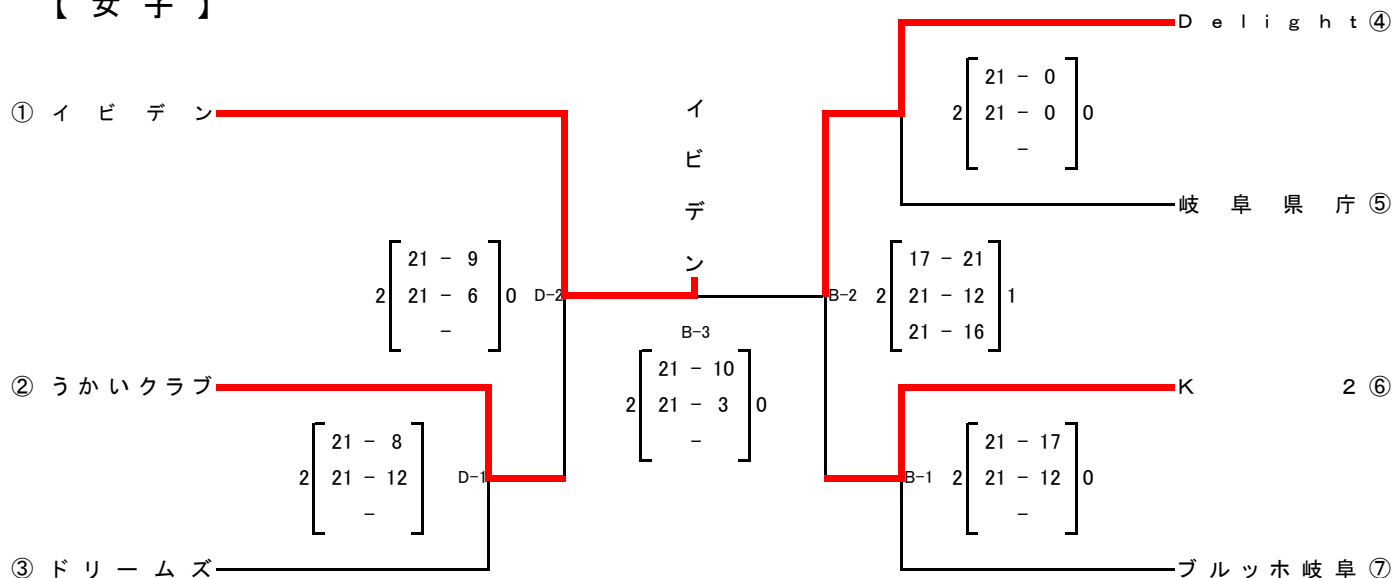 【 女 子 】
Delight ④
21 - 0
2 21 - 0 0
-
① イビデン
イビデン
岐阜県庁 ⑤
21 - 9
2 21 - 6 0 D-2
-
17 - 21
B-2 2 21 - 12 1
21 - 16
B-3
21 - 10
2 21 - 3 0
-
② うかいクラブ
K2 ⑥
21 - 8
2 21 - 12 D-1
-
21 - 17
B-1 2 21 - 12 0
-
③ ドリームズ
ブルッホ岐阜 ⑦